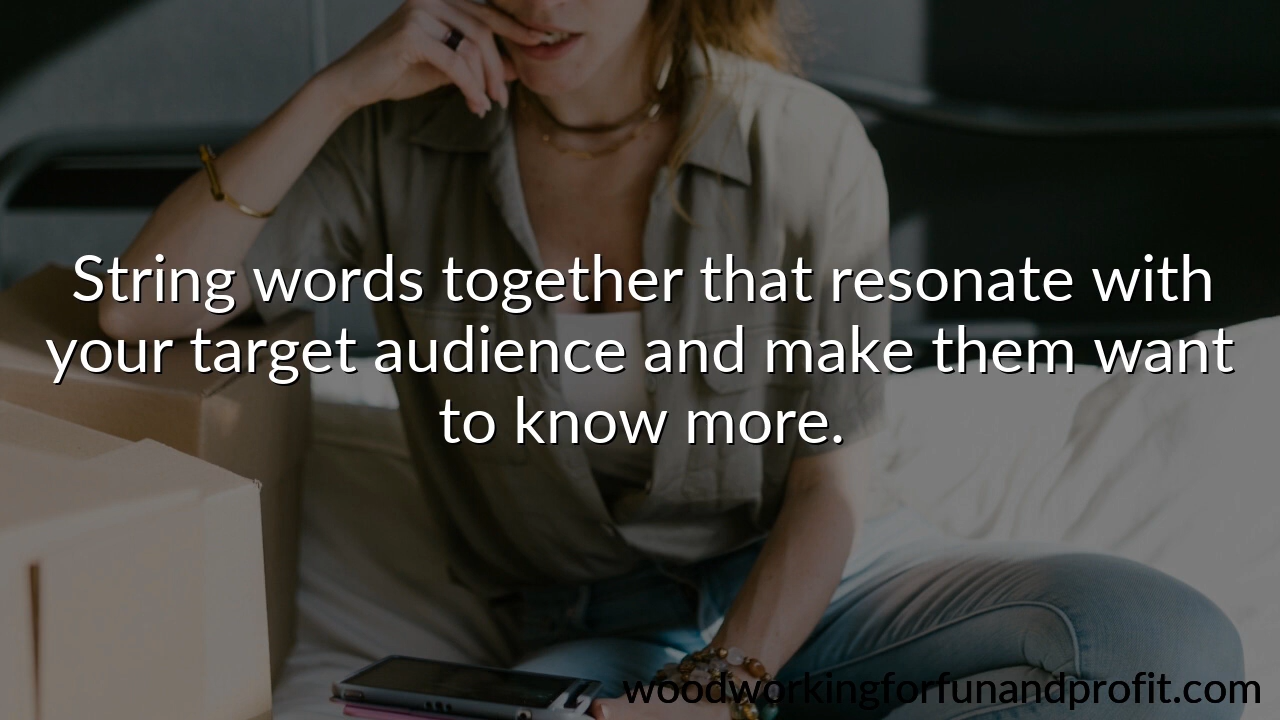 String words together that resonate with
your target audience and make them want
to know more.
woodworkingforfunandprofit.com